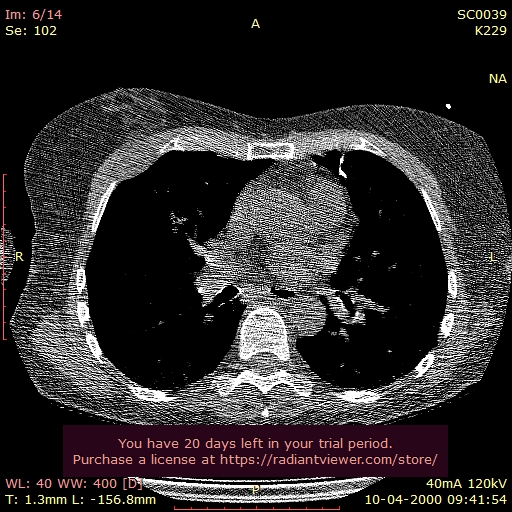 Im: 6/14
Se: 102
A
SC0039
K229
NA
R
L
You have 20 days left in your trial period.
Purchase a license at https://radiantviewer.com/store/
WL: 40 WW: 400 [D]
T: 1.3mm L: -156.8mm
P
40mA 120kV
10-04-2000 09:41:54